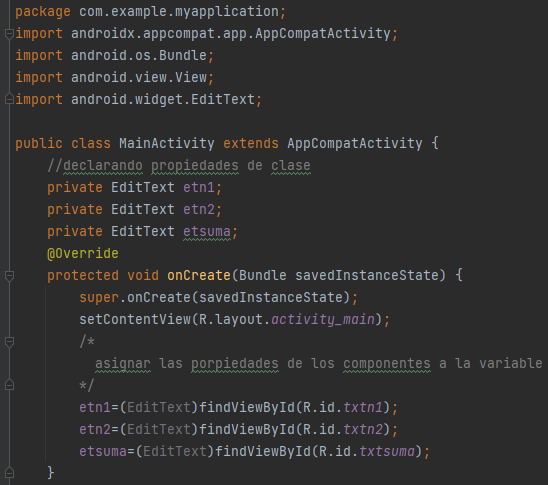 package com.example.myapplication;
import androidx.appcompat.app.AppCompatActivity;
import android.os.Bundle;
import android.view.View;
import android.widget.EditText;
public class MainActivity extends AppCompatActivity {
//declarando propiedades de clase
private EditText etn1;
private EditText etn2;
private EditText etsuma;
@Override
protected void onCreate(Bundle savedInstanceState) {
super.onCreate(savedInstanceState);
setContentView(R.layout.activity_main);
/*
asignar las porpiedades de los componentes a la variable
*/
etn1=(EditText)findViewById(R.id.txtn1);
etn2=(EditText)findViewById(R.id.txtn2);
etsuma=(EditText)findViewById(R.id.txtsuma);
}